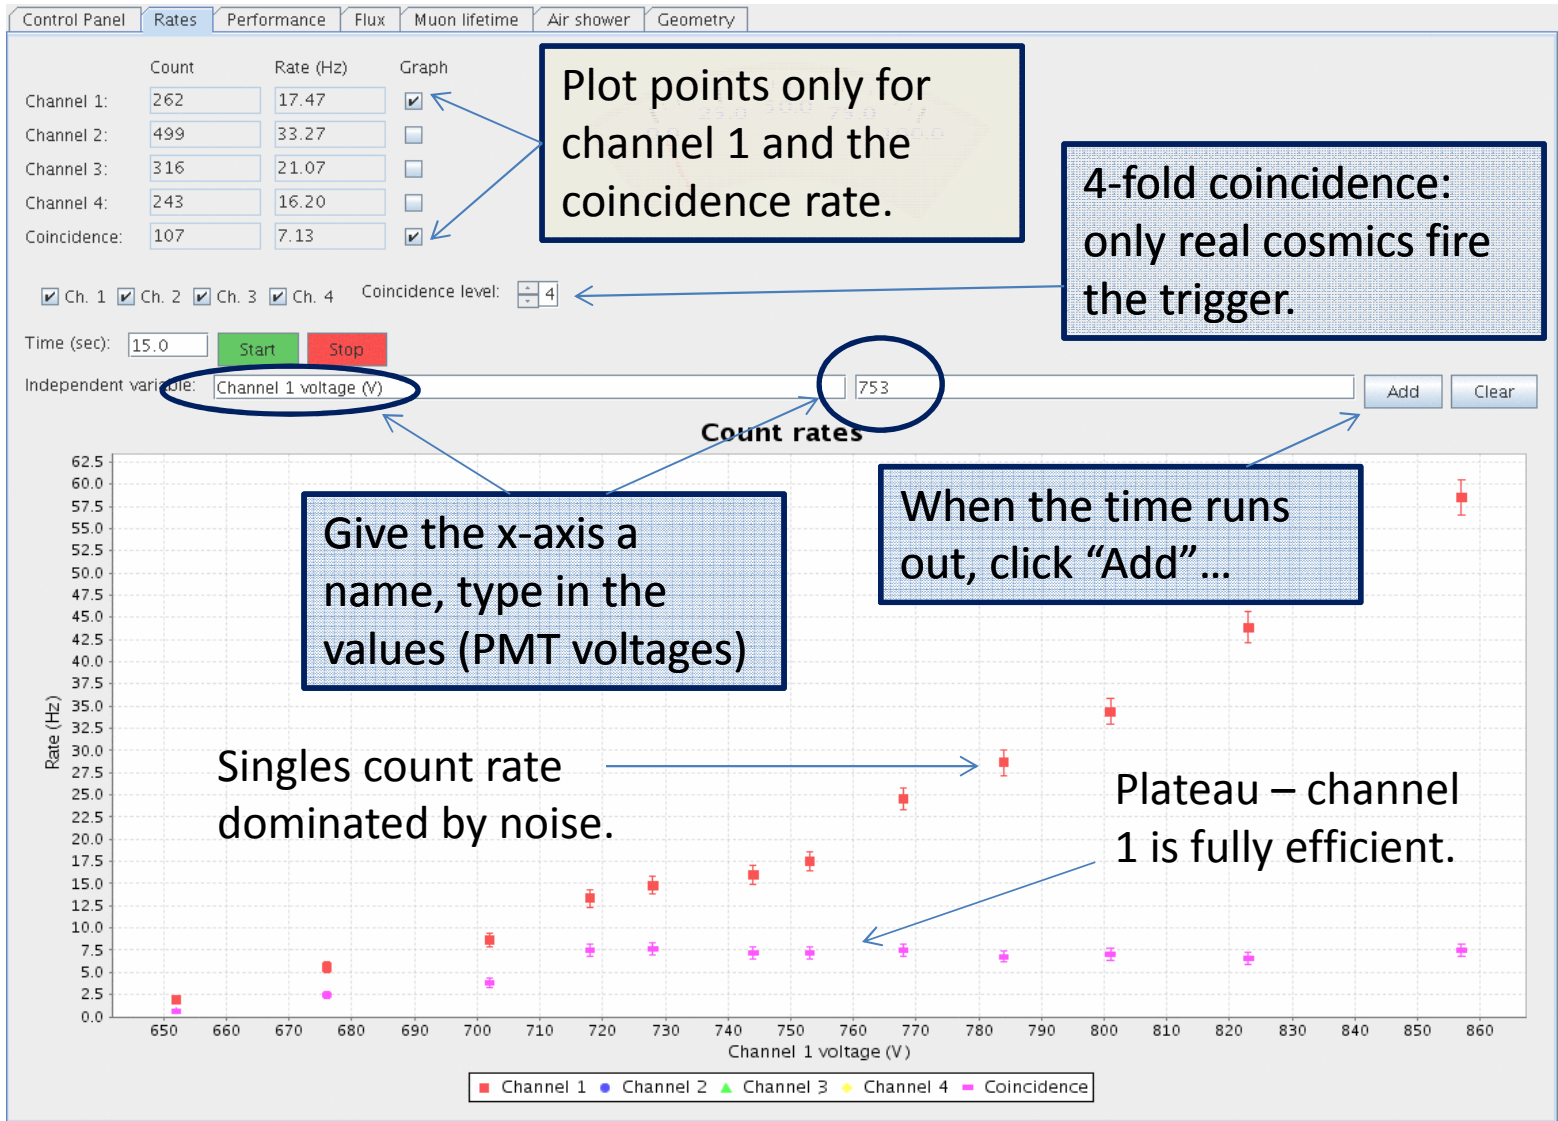 Control Panel Rates Performance Flux Muon lifetime Air shower Geometry
Count Rate (Hz) Graph
Channel 1: 262 17.47
Channel 2: 499 33.27
Channel 3: 316 21.07
Channel 4: 243 16.20
Coincidence: 107 7.13
Plot points only for
channel 1 and the
coincidence rate.
4-fold coincidence:
only real cosmics fire
the trigger.
Ch. 1 Ch. 2 Ch. 3 Ch. 4 Coincidence level: 4
Time (sec): 15.0 Start Stop
Independent variable: Channel 1 voltage (V) 753 Add Clear
Count rates
Give the x-axis a
name, type in the
values (PMT voltages)
When the time runs
out, click “Add”...
Singles count rate
dominated by noise.
Plateau – channel
1 is fully efficient.
Rate (Hz)
62.5
60.0
57.5
55.0
52.5
50.0
47.5
45.0
42.5
40.0
37.5
35.0
32.5
30.0
27.5
25.0
22.5
20.0
17.5
15.0
12.5
10.0
7.5
5.0
2.5
0.0
650 660 670 680 690 700 710 720 730 740 750 760 770 780 790 800 810 820 830 840 850 860
Channel 1 voltage (V)
Channel 1 Channel 2 Channel 3 Channel 4 Coincidence